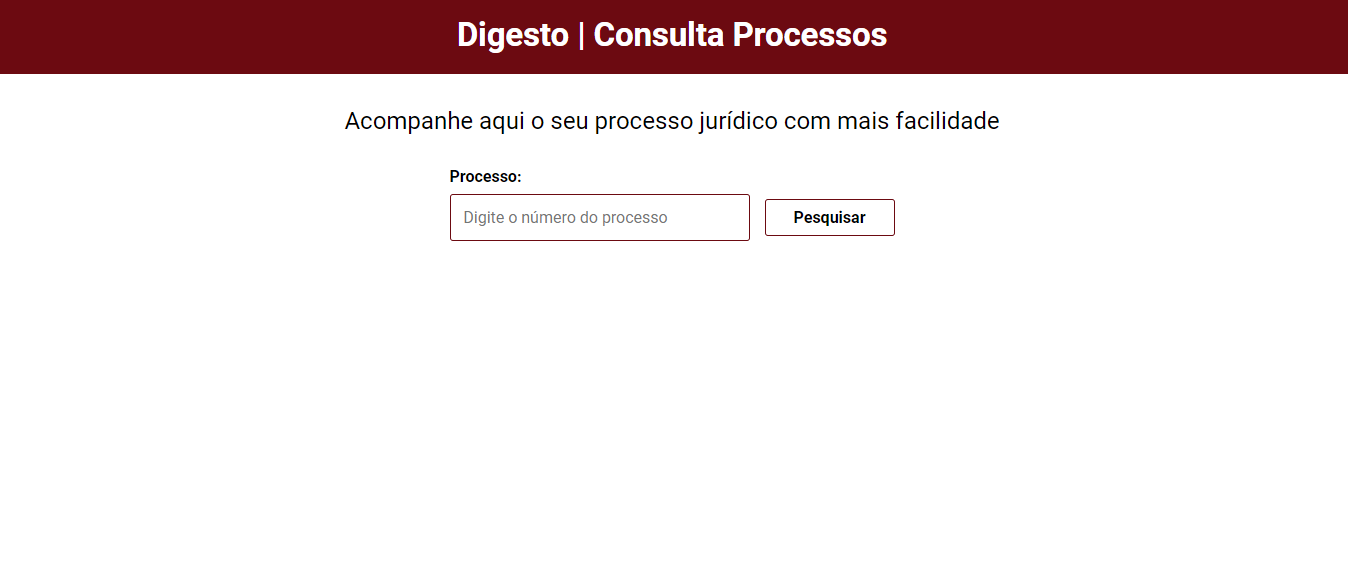 Digesto | Consulta Processos
Acompanhe aqui o seu processo jurídico com mais facilidade
Processo:
Digite o número do processo
Pesquisar